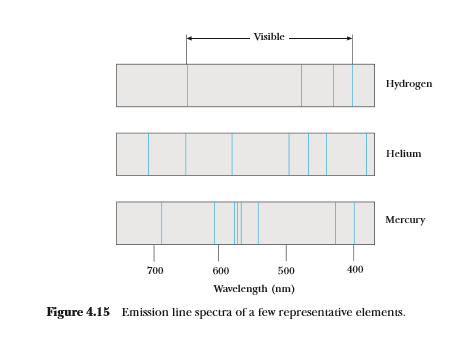 Visible
Hydrogen
Helium
Mercury
700 600 500 400
Wavelength (nm)
Figure 4.15 Emission line spectra of a few representative elements.